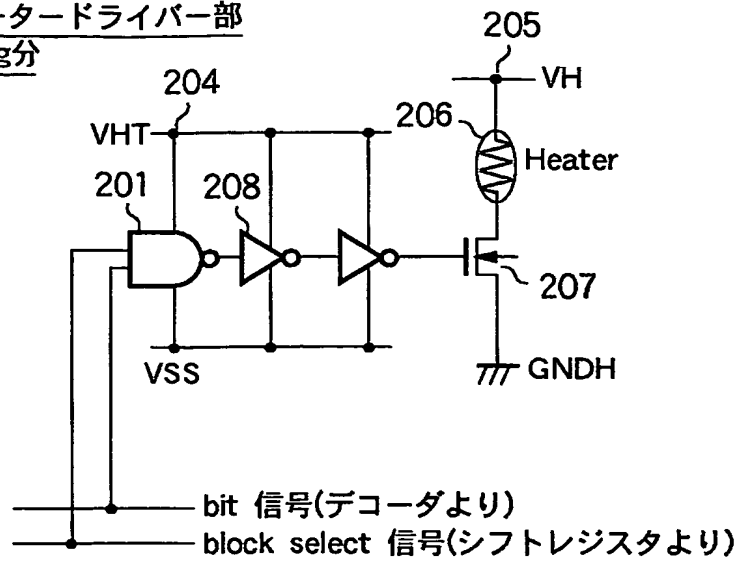 ータードライバー部
g分
205
VH
204
206
VHT
Heater
201
208
207
VSS
GNDH
bit 信号(デコーダより)
block select 信号(シフトレジスタより)